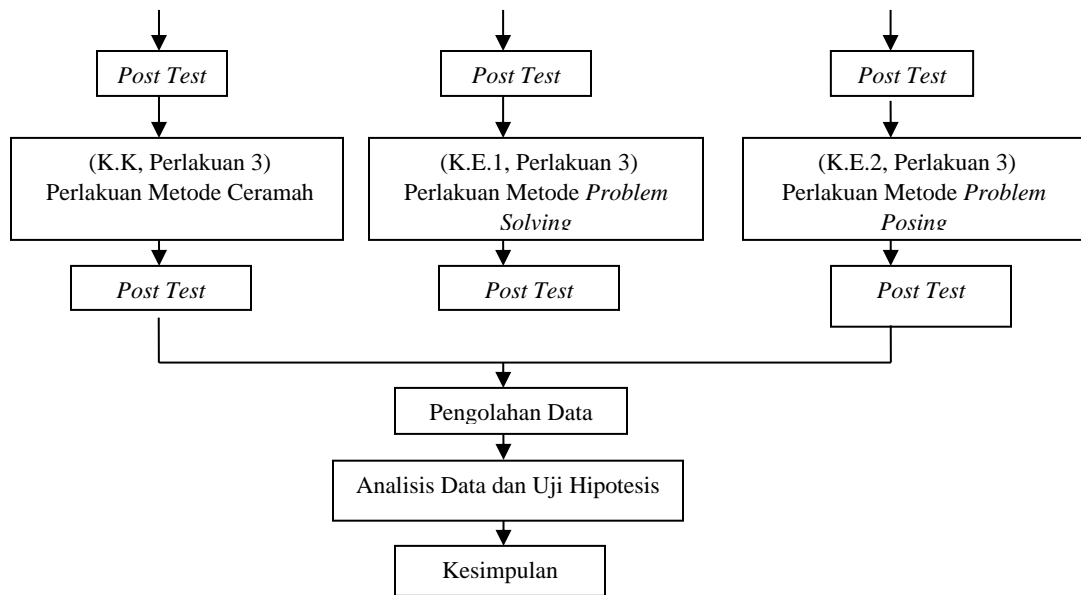 Post Test
Post Test
Post Test
(K.K, Perlakuan 3)
Perlakuan Metode Ceramah
(K.E.1, Perlakuan 3)
Perlakuan Metode Problem
Solving
(K.E.2, Perlakuan 3)
Perlakuan Metode Problem
Posing
Post Test
Post Test
Post Test
Pengolahan Data
Analisis Data dan Uji Hipotesis
Kesimpulan